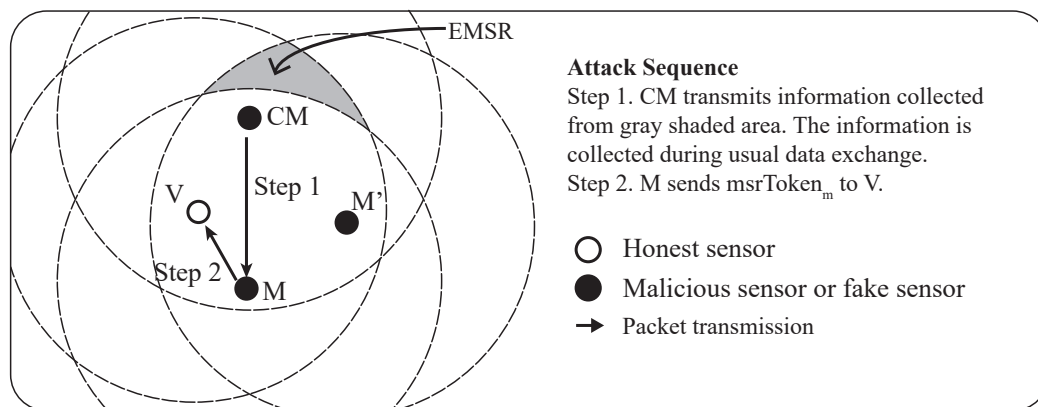 EMSR
CM
Step 1
V
M'
Step 2
M
Attack Sequence
Step 1. CM transmits information collected
from gray shaded area. The information is
collected during usual data exchange.
Step 2. M sends msrTokenₘ to V.
Honest sensor
Malicious sensor or fake sensor
Packet transmission